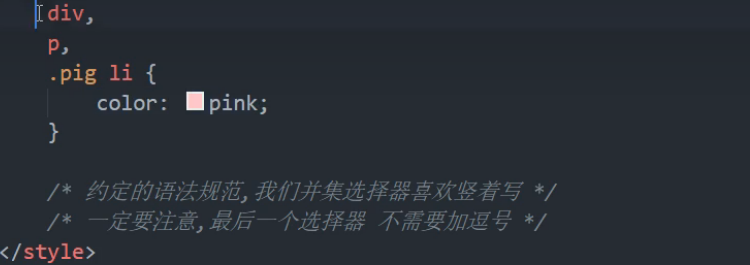 div,
p,
.pig li {
color: pink;
}
/* 约定的语法规范,我们并集选择器喜欢竖着写 */
/* 一定要注意,最后一个选择器 不需要加逗号 */
</style>